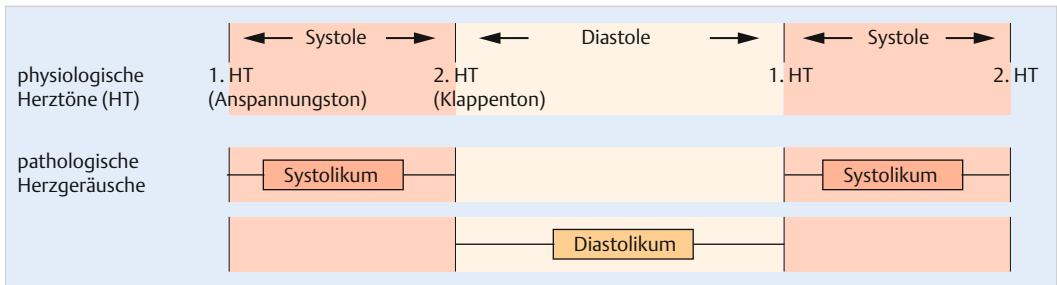 Systole
Diastole
Systole
physiologische
Herztöne (HT)
1. HT
(Anspannungston)
2. HT
(Klappenton)
1. HT
2. HT
pathologische
Herzgeräusche
Systolikum
Systolikum
Diastolikum